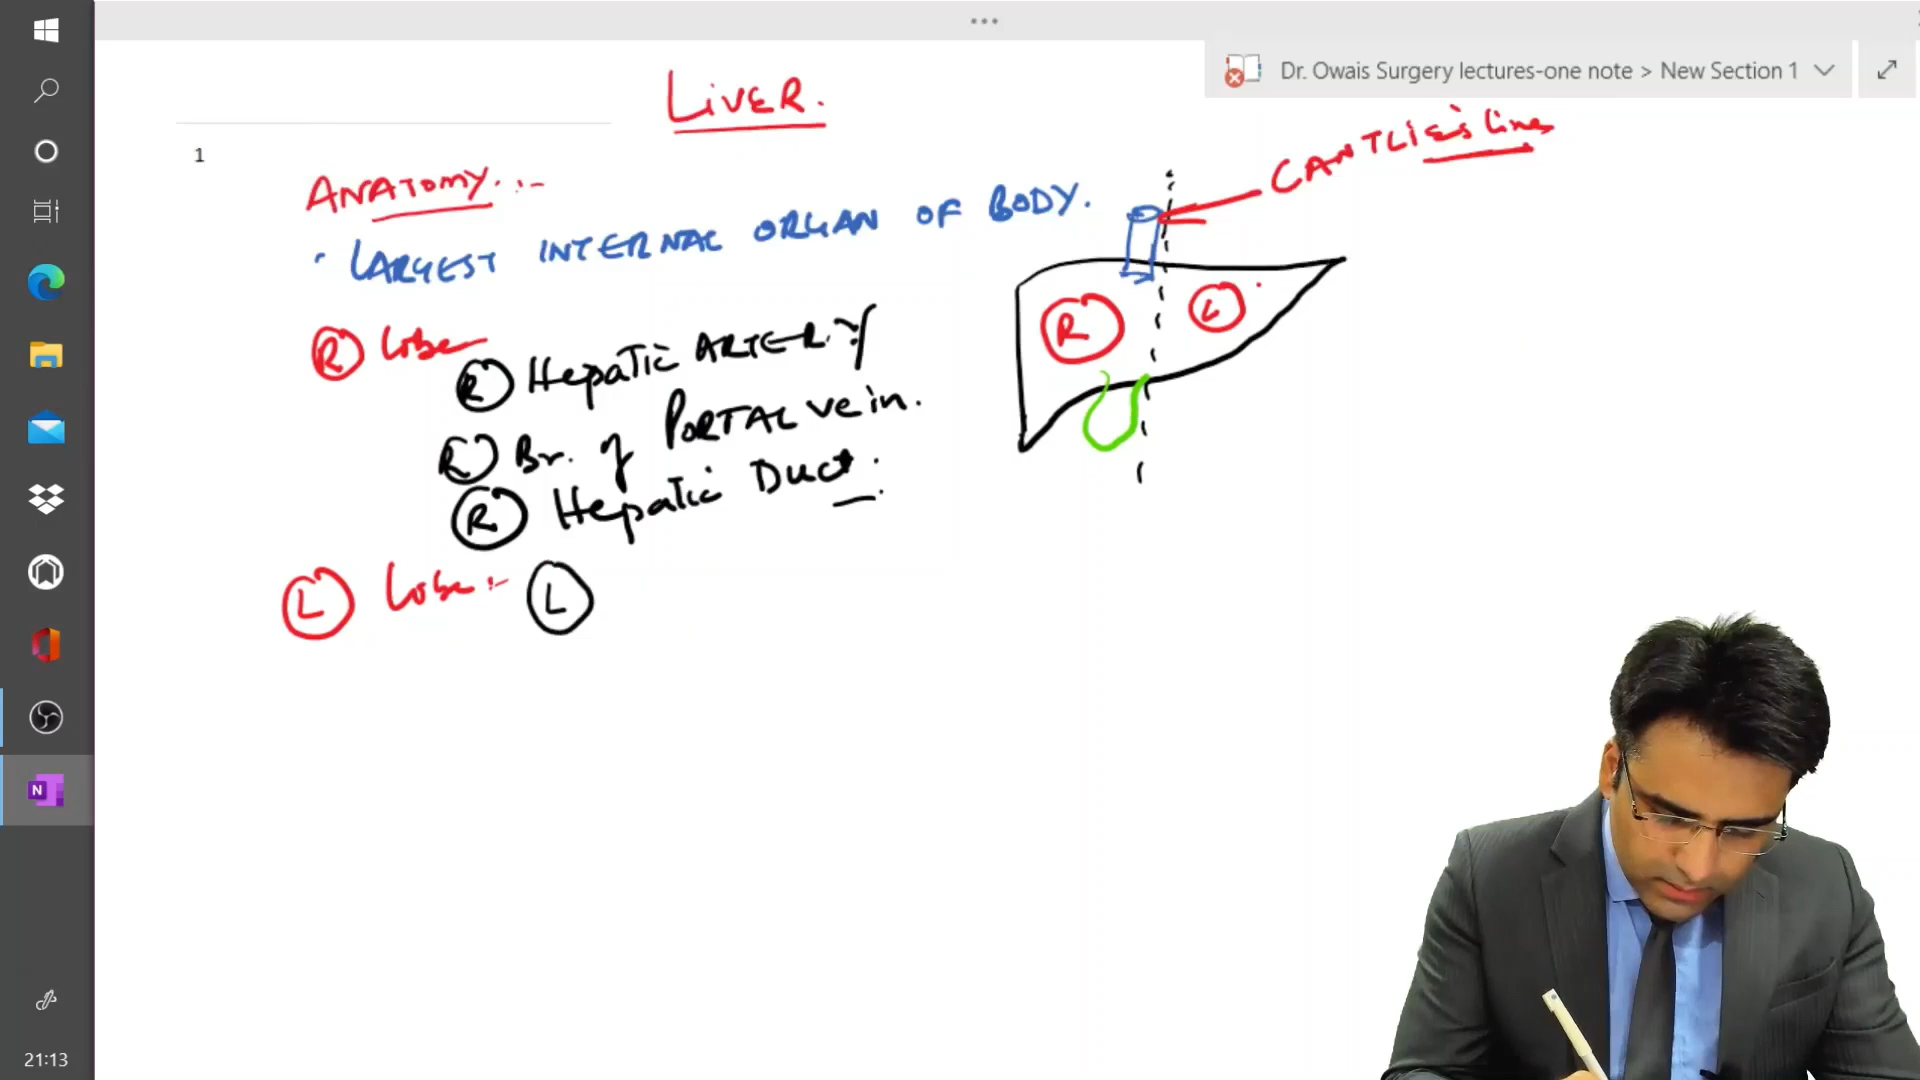 Dr. Owais Surgery lectures-one note > New Section 1
LIVER.
CANTLIE'S Line
1
ANATOMY :-
• LARGEST INTERNAL ORGAN OF BODY.
R Lobe
R Hepatic ARTERY
R Br. of PORTAL vein.
R Hepatic Duct.
L Lobe :- L
R
L
N
21:13